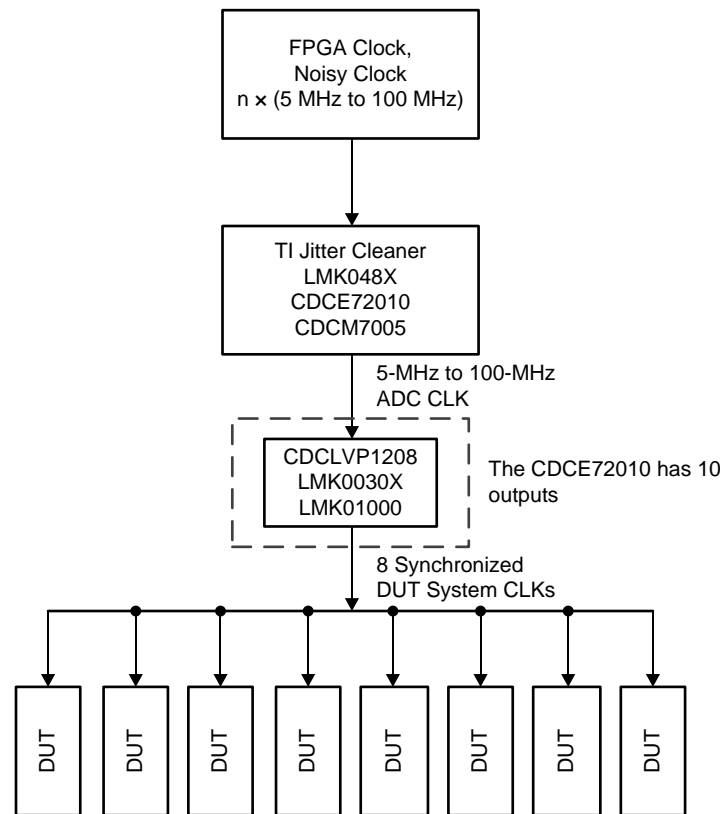 FPGA Clock,
Noisy Clock
n × (5 MHz to 100 MHz)
TI Jitter Cleaner
LMK048X
CDCE72010
CDCM7005
5-MHz to 100-MHz
ADC CLK
CDCLVP1208
LMK0030X
LMK01000
The CDCE72010 has 10
outputs
8 Synchronized
DUT System CLKs
DUT
DUT
DUT
DUT
DUT
DUT
DUT
DUT